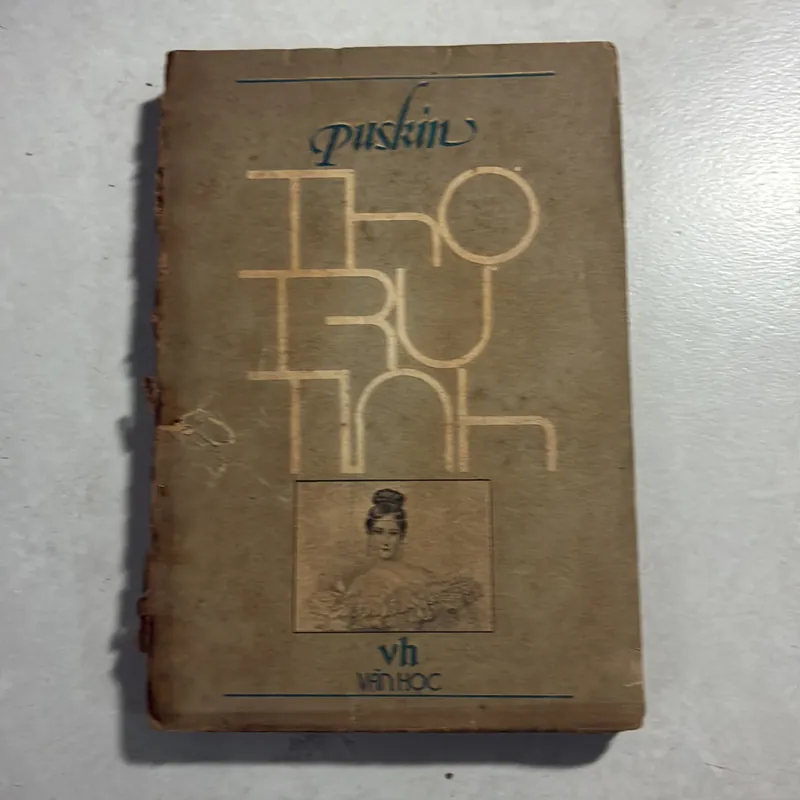 puskin
THƠ
TRỮ
TÌNH
vh
VĂN HỌC